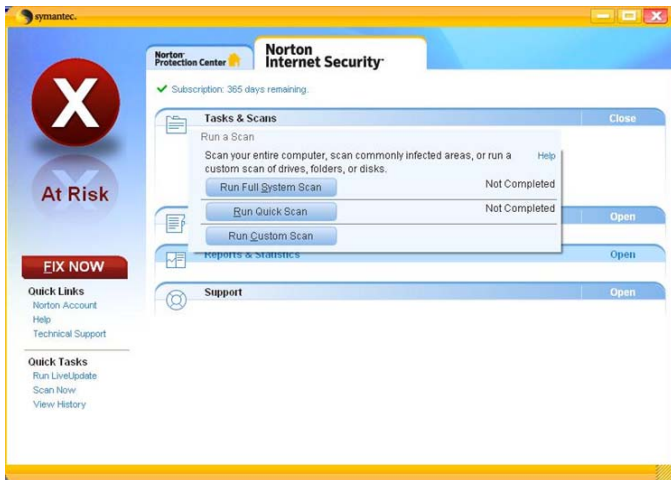 symantec.
Norton
Protection Center
Norton
Internet Security
Subscription: 365 days remaining.
X
At Risk
FIX NOW
Quick Links
Norton Account
Help
Technical Support
Quick Tasks
Run LiveUpdate
Scan Now
View History
Tasks & Scans Close
Run a Scan
Scan your entire computer, scan commonly infected areas, or run a Help
custom scan of drives, folders, or disks.
Run Full System Scan Not Completed
Run Quick Scan Not Completed
Run Custom Scan
Open
Reports & Statistics Open
Support Open